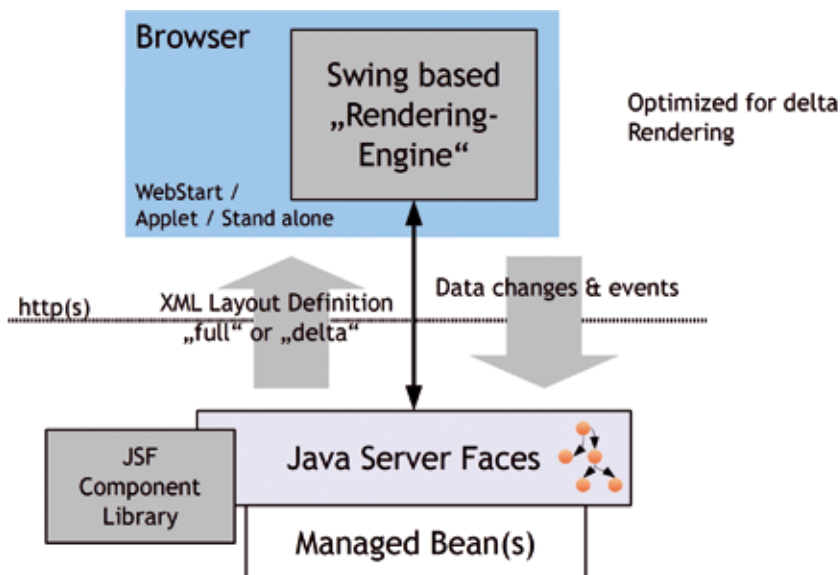 Browser
Swing based
„Rendering-
Engine“
Optimized for delta
Rendering
WebStart /
Applet / Stand alone
http(s)
XML Layout Definition
„full“ or „delta“
Data changes & events
JSF
Component
Library
Java Server Faces
Managed Bean(s)